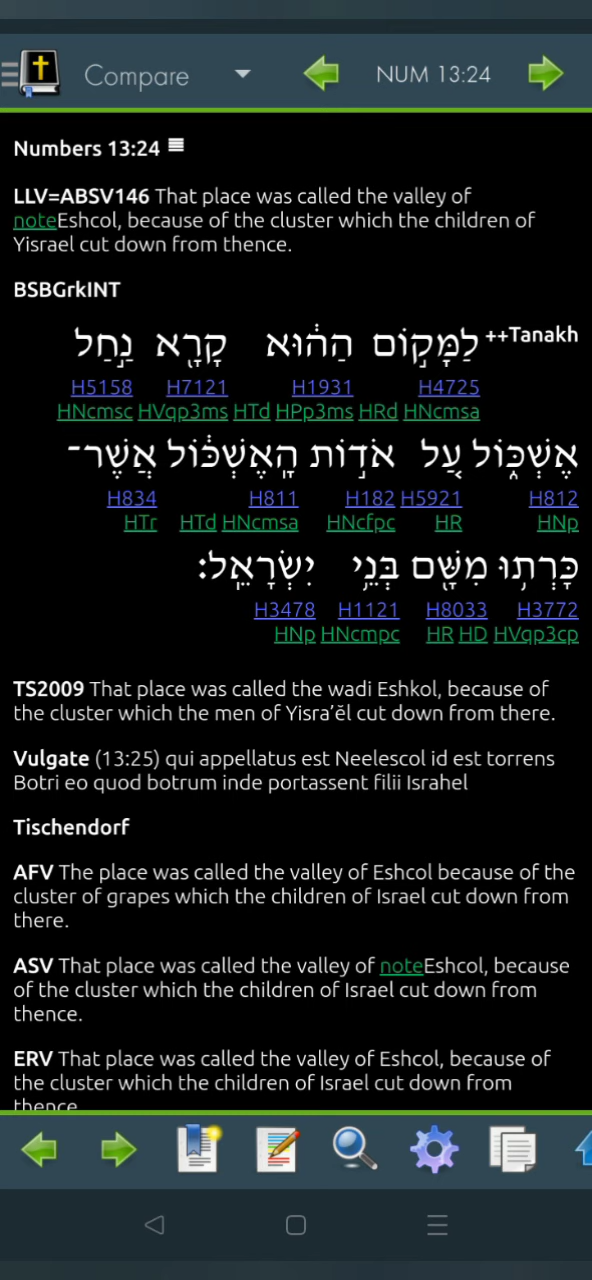 Compare
NUM 13:24
Numbers 13:24
LLV=ABSV146 That place was called the valley of
noteEshcol, because of the cluster which the children of
Yisrael cut down from thence.
BSBGrkINT
++Tanakh לַמָּק֣וֹם הַה֔וּא קָרָ֖א נַ֣חַל
H5158 H7121 H1931 H4725
HNcmsc HVqp3ms HTd HPp3ms HRd HNcmsa
אֶשְׁכּ֑וֹל עַ֚ל אֹד֣וֹת הָֽאֶשְׁכּ֔וֹל אֲשֶׁר־
H834 H811 H182 H5921 H812
HTr HTd HNcmsa HNcfpc HR HNp
כָּרְת֥וּ מִשָּׁ֖ם בְּנֵ֥י יִשְׂרָאֵֽל׃
H3478 H1121 H8033 H3772
HNp HNcmpc HR HD HVqp3cp
TS2009 That place was called the wadi Eshkol, because of
the cluster which the men of Yisra’ĕl cut down from there.
Vulgate (13:25) qui appellatus est Neelescol id est torrens
Botri eo quod botrum inde portassent filii Israhel
Tischendorf
AFV The place was called the valley of Eshcol because of the
cluster of grapes which the children of Israel cut down from
there.
ASV That place was called the valley of noteEshcol, because
of the cluster which the children of Israel cut down from
thence.
ERV That place was called the valley of Eshcol, because of
the cluster which the children of Israel cut down from
thence